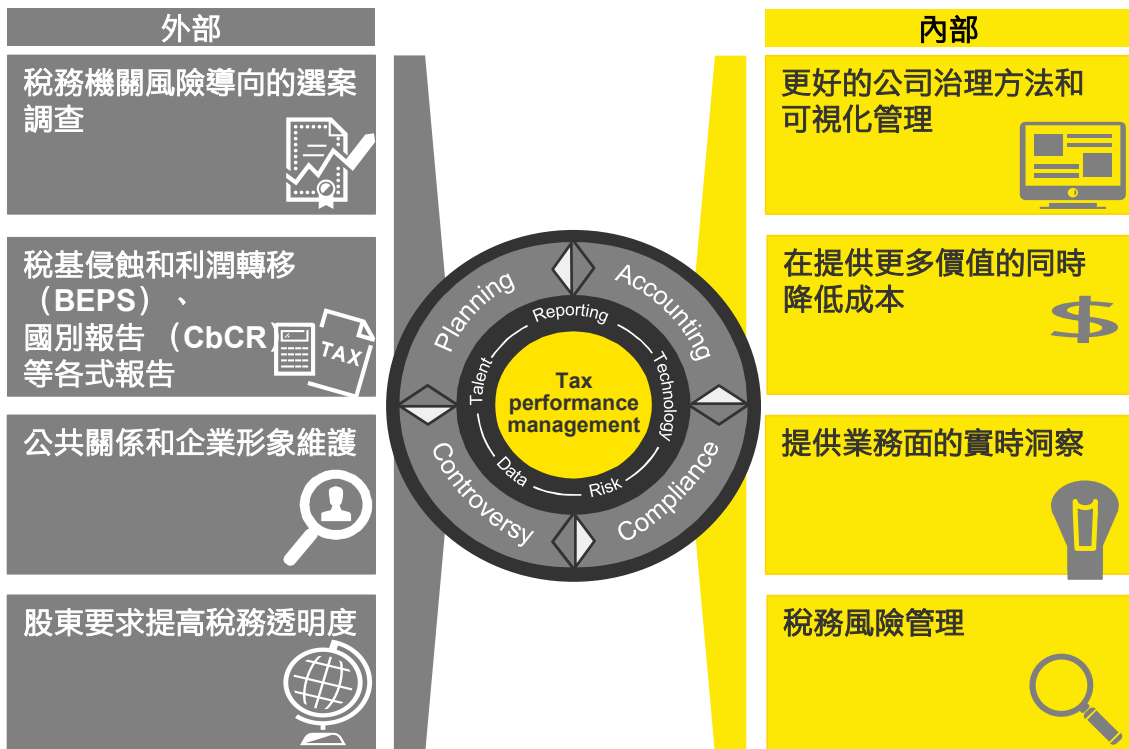 外部
稅務機關風險導向的選案
調查
稅基侵蝕和利潤轉移
（BEPS）、
國別報告 （CbCR）
等各式報告
TAX
公共關係和企業形象維護
股東要求提高稅務透明度
Planning
Accounting
Controversy
Compliance
Reporting
Technology
Risk
Data
Talent
Tax
performance
management
內部
更好的公司治理方法和
可視化管理
在提供更多價值的同時
降低成本
$
提供業務面的實時洞察
稅務風險管理